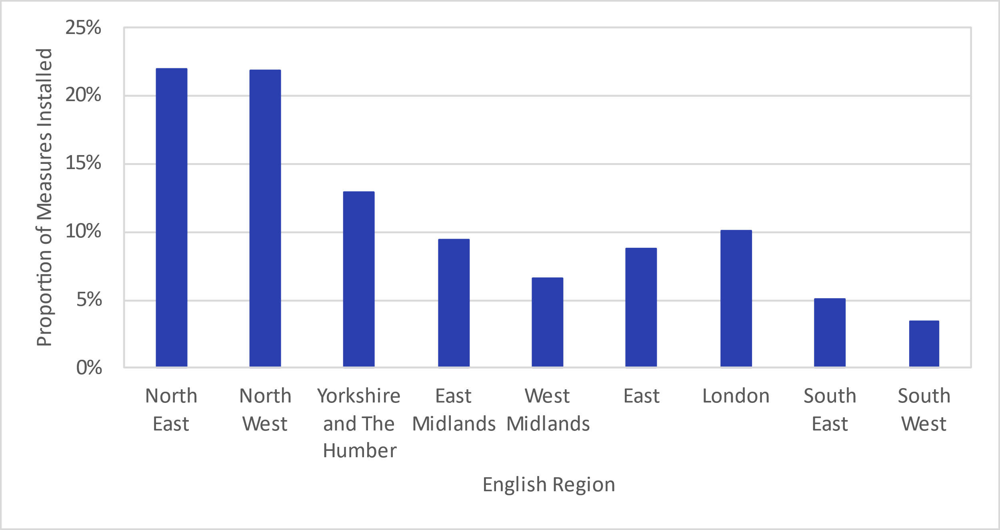 25%
20%
15%
10%
5%
0%
Proportion of Measures Installed
North
East
North
West
Yorkshire
and The
Humber
East
Midlands
West
Midlands
East
London
South
East
South
West
English Region